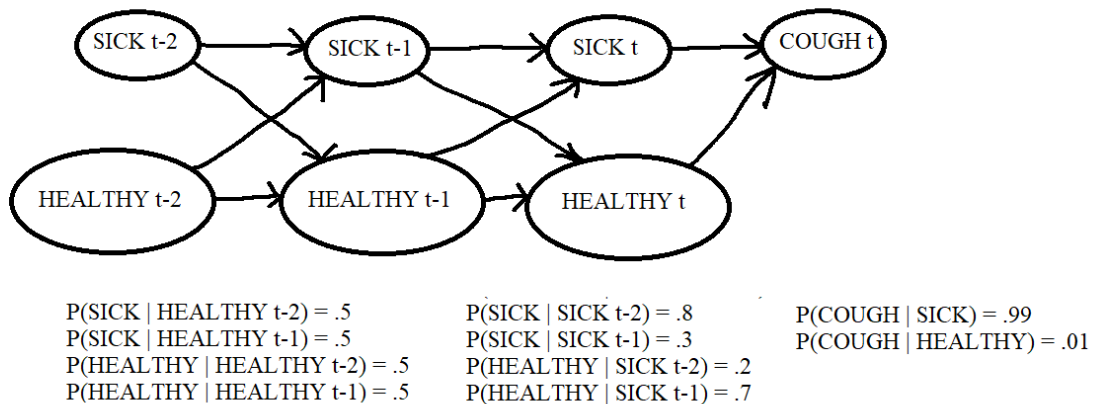 SICK t-2
SICK t-1
SICK t
COUGH t
HEALTHY t-2
HEALTHY t-1
HEALTHY t
P(SICK | HEALTHY t-2) = .5
P(SICK | HEALTHY t-1) = .5
P(HEALTHY | HEALTHY t-2) = .5
P(HEALTHY | HEALTHY t-1) = .5
P(SICK | SICK t-2) = .8
P(SICK | SICK t-1) = .3
P(HEALTHY | SICK t-2) = .2
P(HEALTHY | SICK t-1) = .7
P(COUGH | SICK) = .99
P(COUGH | HEALTHY) = .01